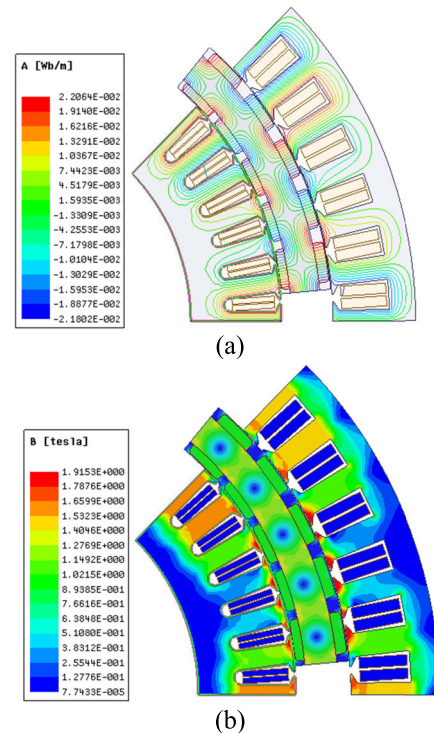 A [Wb/m]
2.2064E-002
1.9140E-002
1.6216E-002
1.3291E-002
1.0367E-002
7.4423E-003
4.5179E-003
1.5935E-003
-1.3309E-003
-4.2553E-003
-7.1798E-003
-1.0104E-002
-1.3029E-002
-1.5953E-002
-1.8877E-002
-2.1802E-002
(a)
B [tesla]
1.9153E+000
1.7876E+000
1.6599E+000
1.5323E+000
1.4046E+000
1.2769E+000
1.1492E+000
1.0215E+000
8.9385E-001
7.6616E-001
6.3848E-001
5.1080E-001
3.8312E-001
2.5544E-001
1.2776E-001
7.7433E-005
(b)